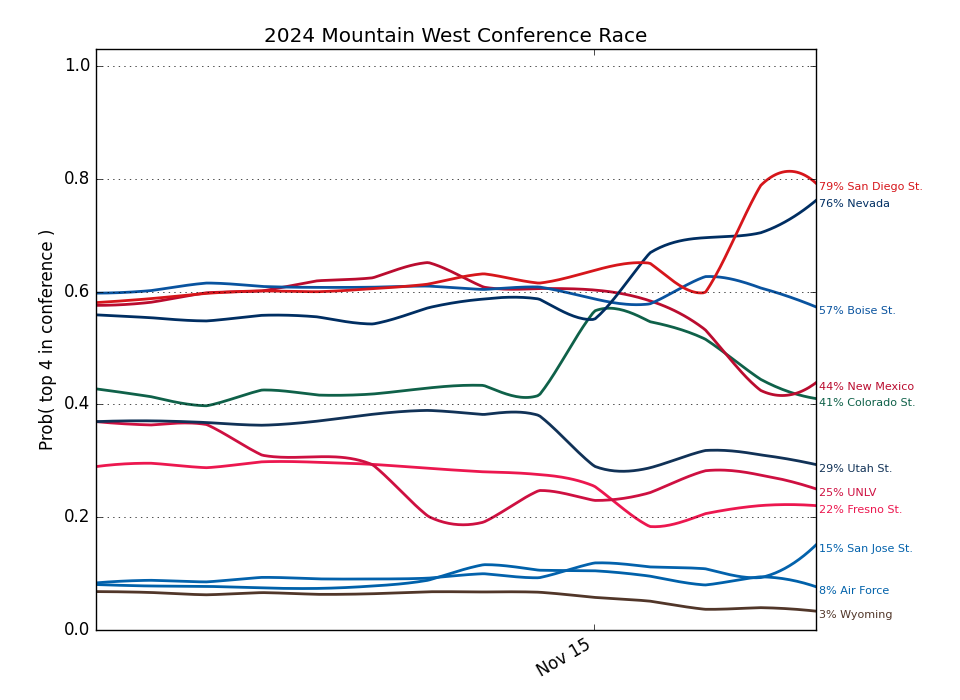 2024 Mountain West Conference Race
Prob( top 4 in conference )
1.0
0.8
0.6
0.4
0.2
0.0
Nov 15
79% San Diego St.
76% Nevada
57% Boise St.
44% New Mexico
41% Colorado St.
29% Utah St.
25% UNLV
22% Fresno St.
15% San Jose St.
8% Air Force
3% Wyoming